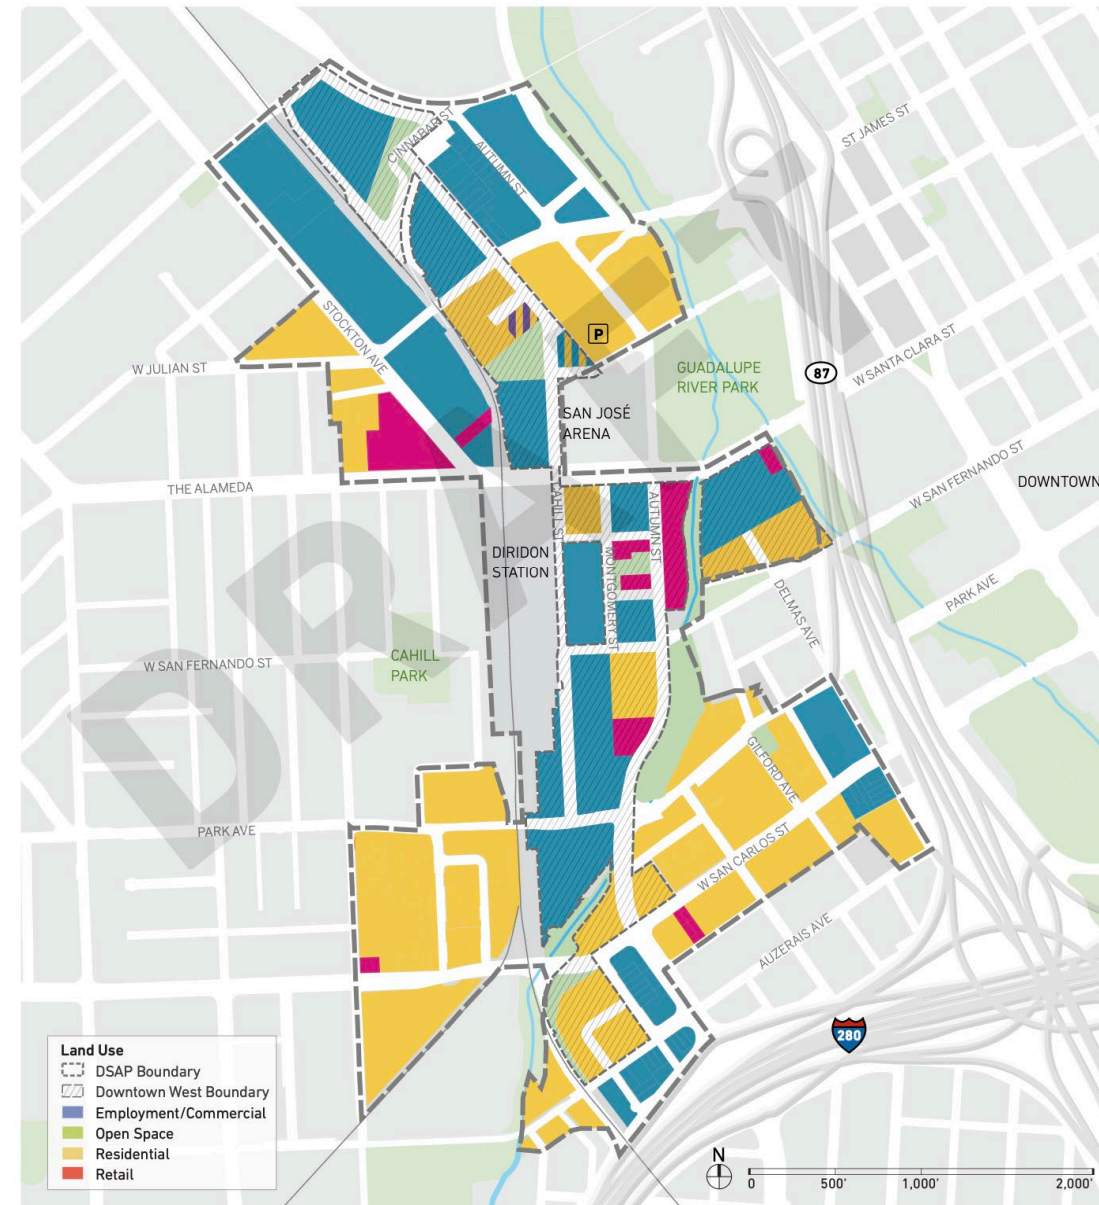 ST JAMES ST
CINNABAR ST
AUTUMN ST
STOCKTON AVE
P
W JULIAN ST
GUADALUPE
RIVER PARK
87
W SANTA CLARA ST
SAN JOSÉ
ARENA
THE ALAMEDA
W SAN FERNANDO ST
DOWNTOWN
CAHILL ST
AUTUMN ST
MONTGOMERY ST
DIRIDON
STATION
DELMAS AVE
PARK AVE
W SAN FERNANDO ST
CAHILL
PARK
GILFORD AVE
PARK AVE
W SAN CARLOS ST
AUZERAIS AVE
280
DRAFT
Land Use
DSAP Boundary
Downtown West Boundary
Employment/Commercial
Open Space
Residential
Retail
N
0 500' 1,000' 2,000'